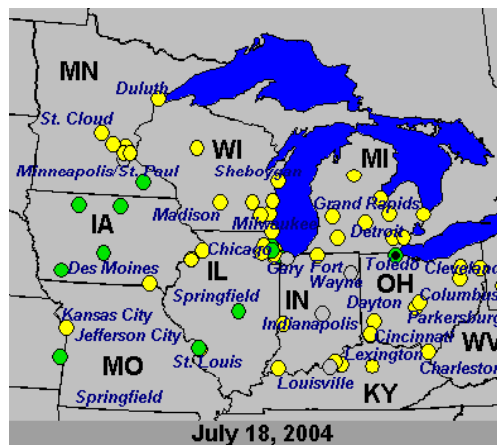 MN
Duluth
St. Cloud
WI
MI
Minneapolis/St. Paul
Sheboygan
Grand Rapids
Madison
Milwaukee
IA
Detroit
Chicago
Des Moines
IL
Gary
Fort Wayne
Toledo
Cleveland
OH
Springfield
IN
Columbus
Kansas City
Dayton
Parkersburg
Jefferson City
Indianapolis
Cincinnati
WV
MO
St. Louis
Lexington
Charleston
Springfield
Louisville
KY
July 18, 2004